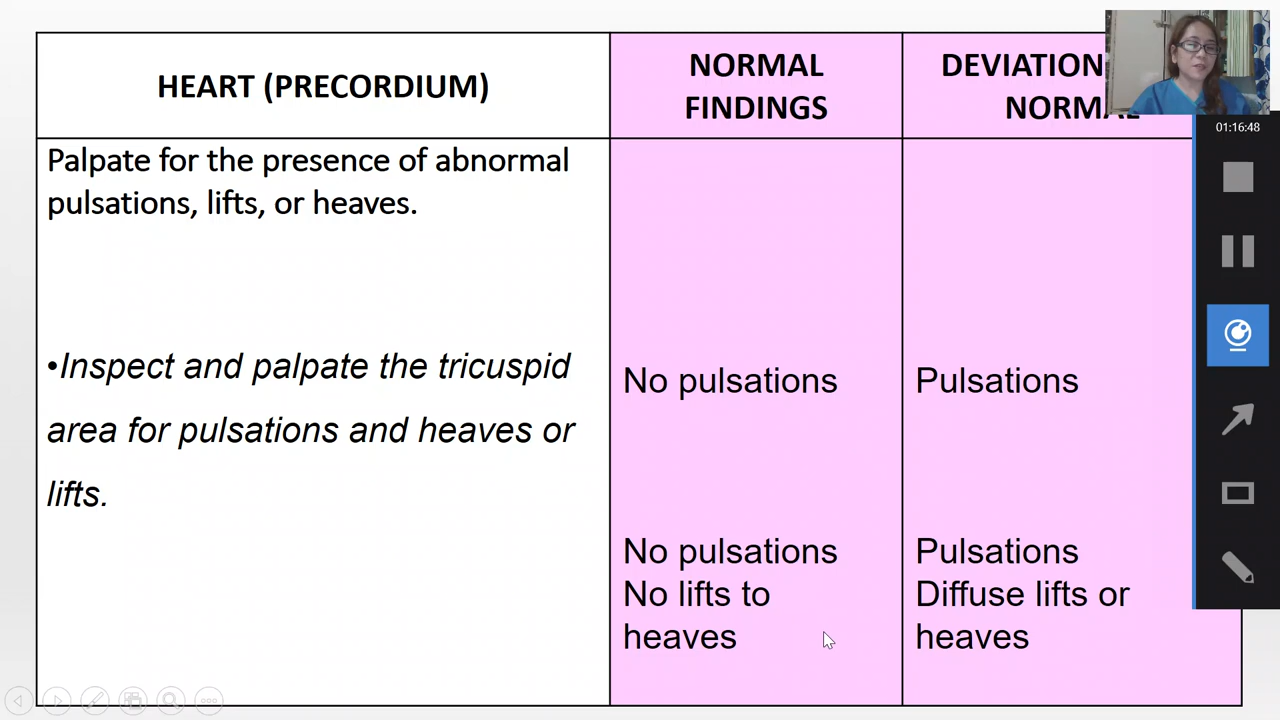 HEART (PRECORDIUM)
NORMAL
FINDINGS
DEVIATION
NORMAL
01:16:48
Palpate for the presence of abnormal
pulsations, lifts, or heaves.
•Inspect and palpate the tricuspid
area for pulsations and heaves or
lifts.
No pulsations
Pulsations
No pulsations
No lifts to
heaves
Pulsations
Diffuse lifts or
heaves